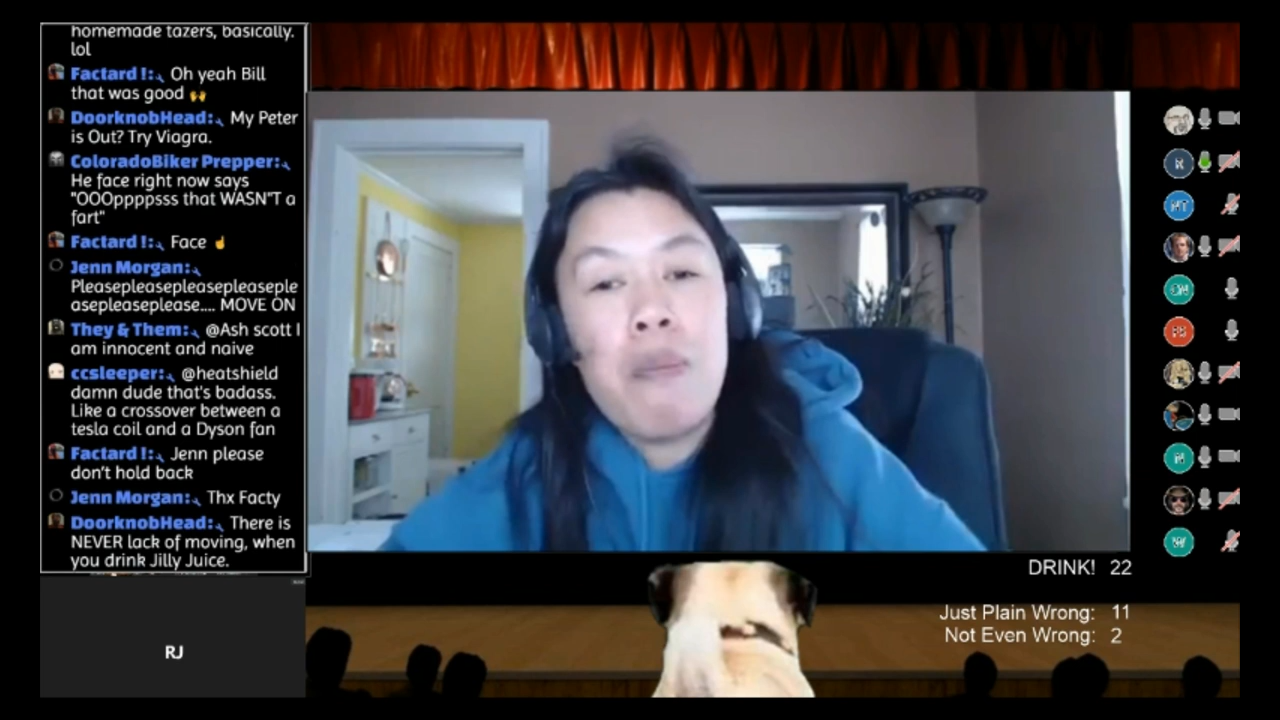 homemade tazers, basically.
lol
Factard !: Oh yeah Bill
that was good 🙌
DoorknobHead: My Peter
is Out? Try Viagra.
ColoradoBiker Prepper:
He face right now says
"OOOppppsss that WASN"T a
fart"
Factard !: Face ☝
Jenn Morgan:
Pleasepleasepleasepleaseple
asepleaseplease.... MOVE ON
They & Them: @Ash scott I
am innocent and naive
ccsleeper: @heatshield
damn dude that's badass.
Like a crossover between a
tesla coil and a Dyson fan
Factard !: Jenn please
don't hold back
Jenn Morgan: Thx Facty
DoorknobHead: There is
NEVER lack of moving, when
you drink Jilly Juice.
RJ
DRINK! 22
Just Plain Wrong: 11
Not Even Wrong: 2